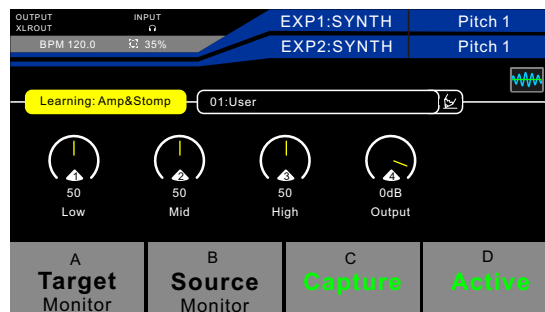 OUTPUT INPUT EXP1:SYNTH Pitch 1
XLROUT
BPM 120.0 35% EXP2:SYNTH Pitch 1
Learning: Amp&Stomp 01:User
1 2 3 4
50 50 50 0dB
Low Mid High Output
A B C D
Target Source Capture Active
Monitor Monitor